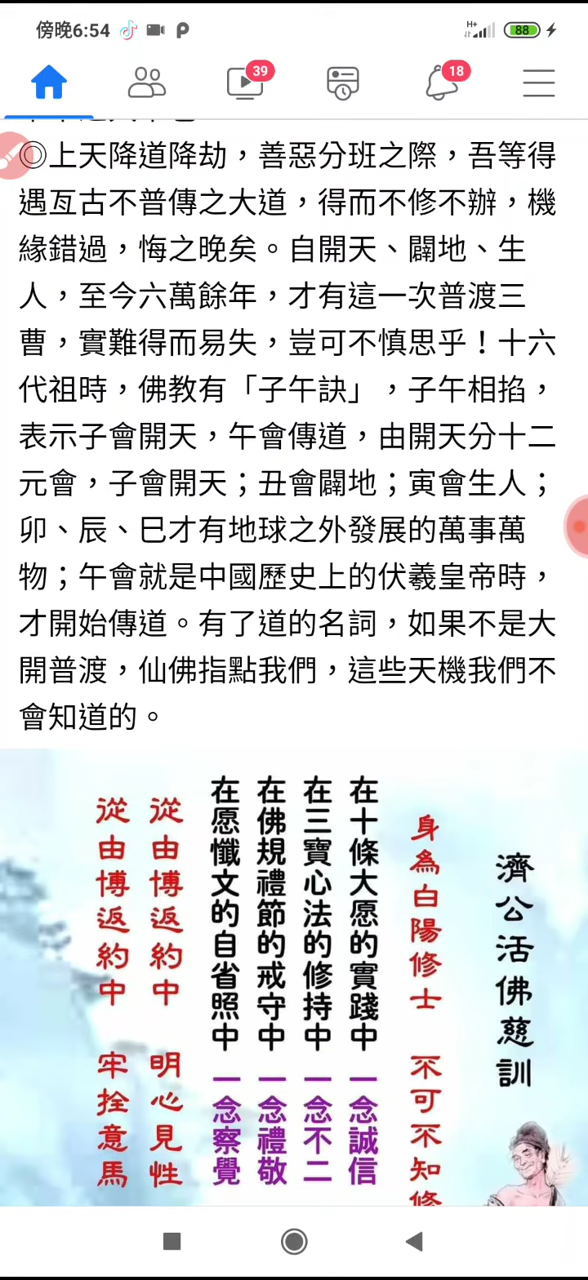 傍晚6:54
H+
88
39
18
◎上天降道降劫，善惡分班之際，吾等得
遇亙古不普傳之大道，得而不修不辦，機
緣錯過，悔之晚矣。自開天、闢地、生
人，至今六萬餘年，才有這一次普渡三
曹，實難得而易失，豈可不慎思乎！十六
代祖時，佛教有「子午訣」，子午相掐，
表示子會開天，午會傳道，由開天分十二
元會，子會開天；丑會闢地；寅會生人；
卯、辰、巳才有地球之外發展的萬事萬
物；午會就是中國歷史上的伏羲皇帝時，
才開始傳道。有了道的名詞，如果不是大
開普渡，仙佛指點我們，這些天機我們不
會知道的。
濟公活佛慈訓
身為白陽修士 不可不知修
在十條大愿的實踐中 一念誠信
在三寶心法的修持中 一念不二
在佛規禮節的戒守中 一念禮敬
在愿懺文的自省照中 一念察覺
從由博返約中 明心見性
從由博返約中 牢拴意馬